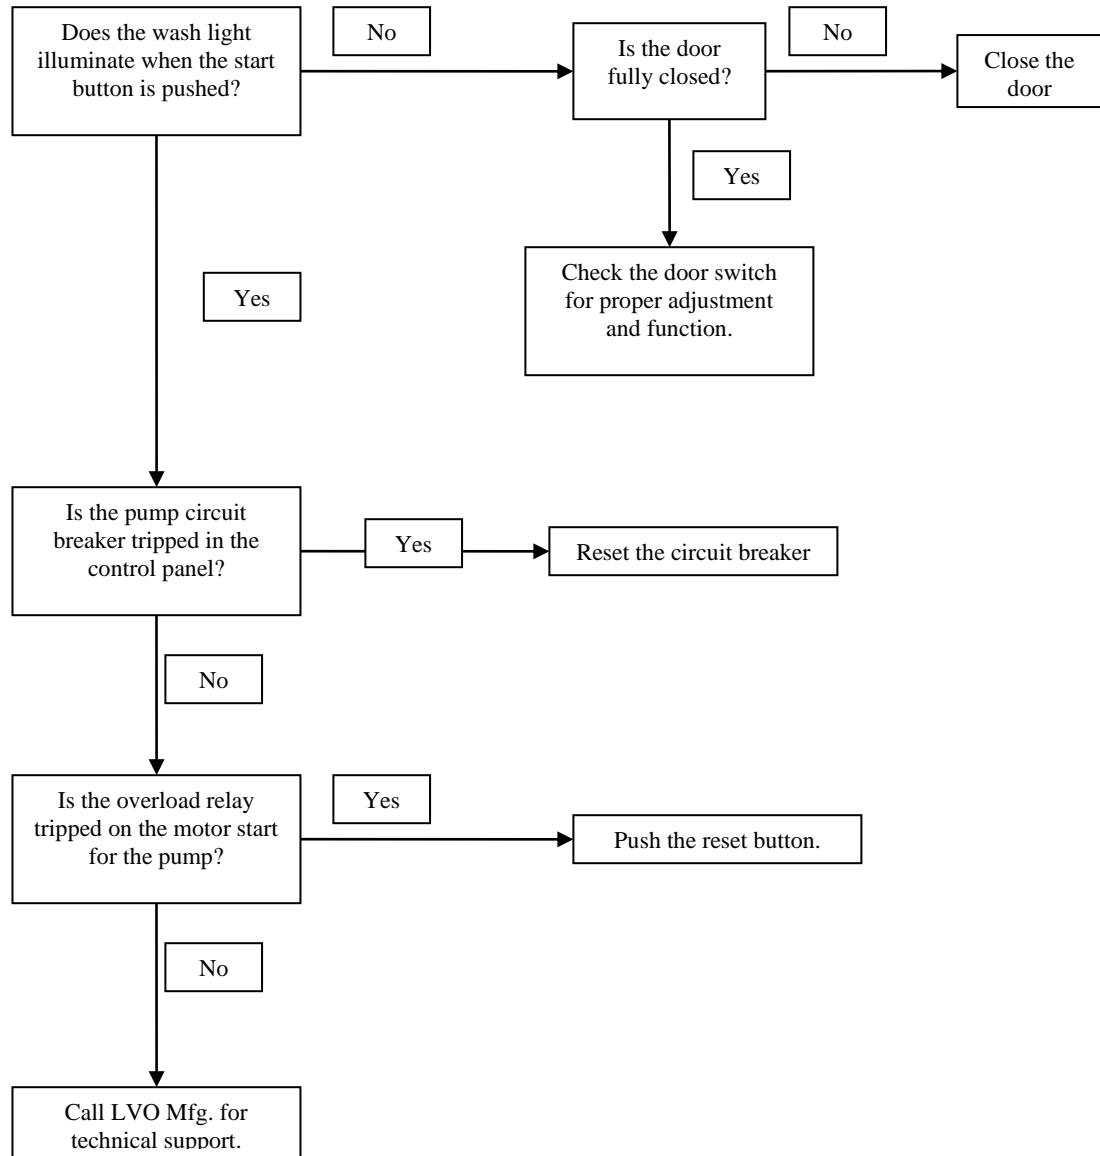 Does the wash light
illuminate when the start
button is pushed?
No
Is the door
fully closed?
No
Close the
door
Yes
Check the door switch
for proper adjustment
and function.
Yes
Is the pump circuit
breaker tripped in the
control panel?
Yes
Reset the circuit breaker
No
Is the overload relay
tripped on the motor start
for the pump?
Yes
Push the reset button.
No
Call LVO Mfg. for
technical support.